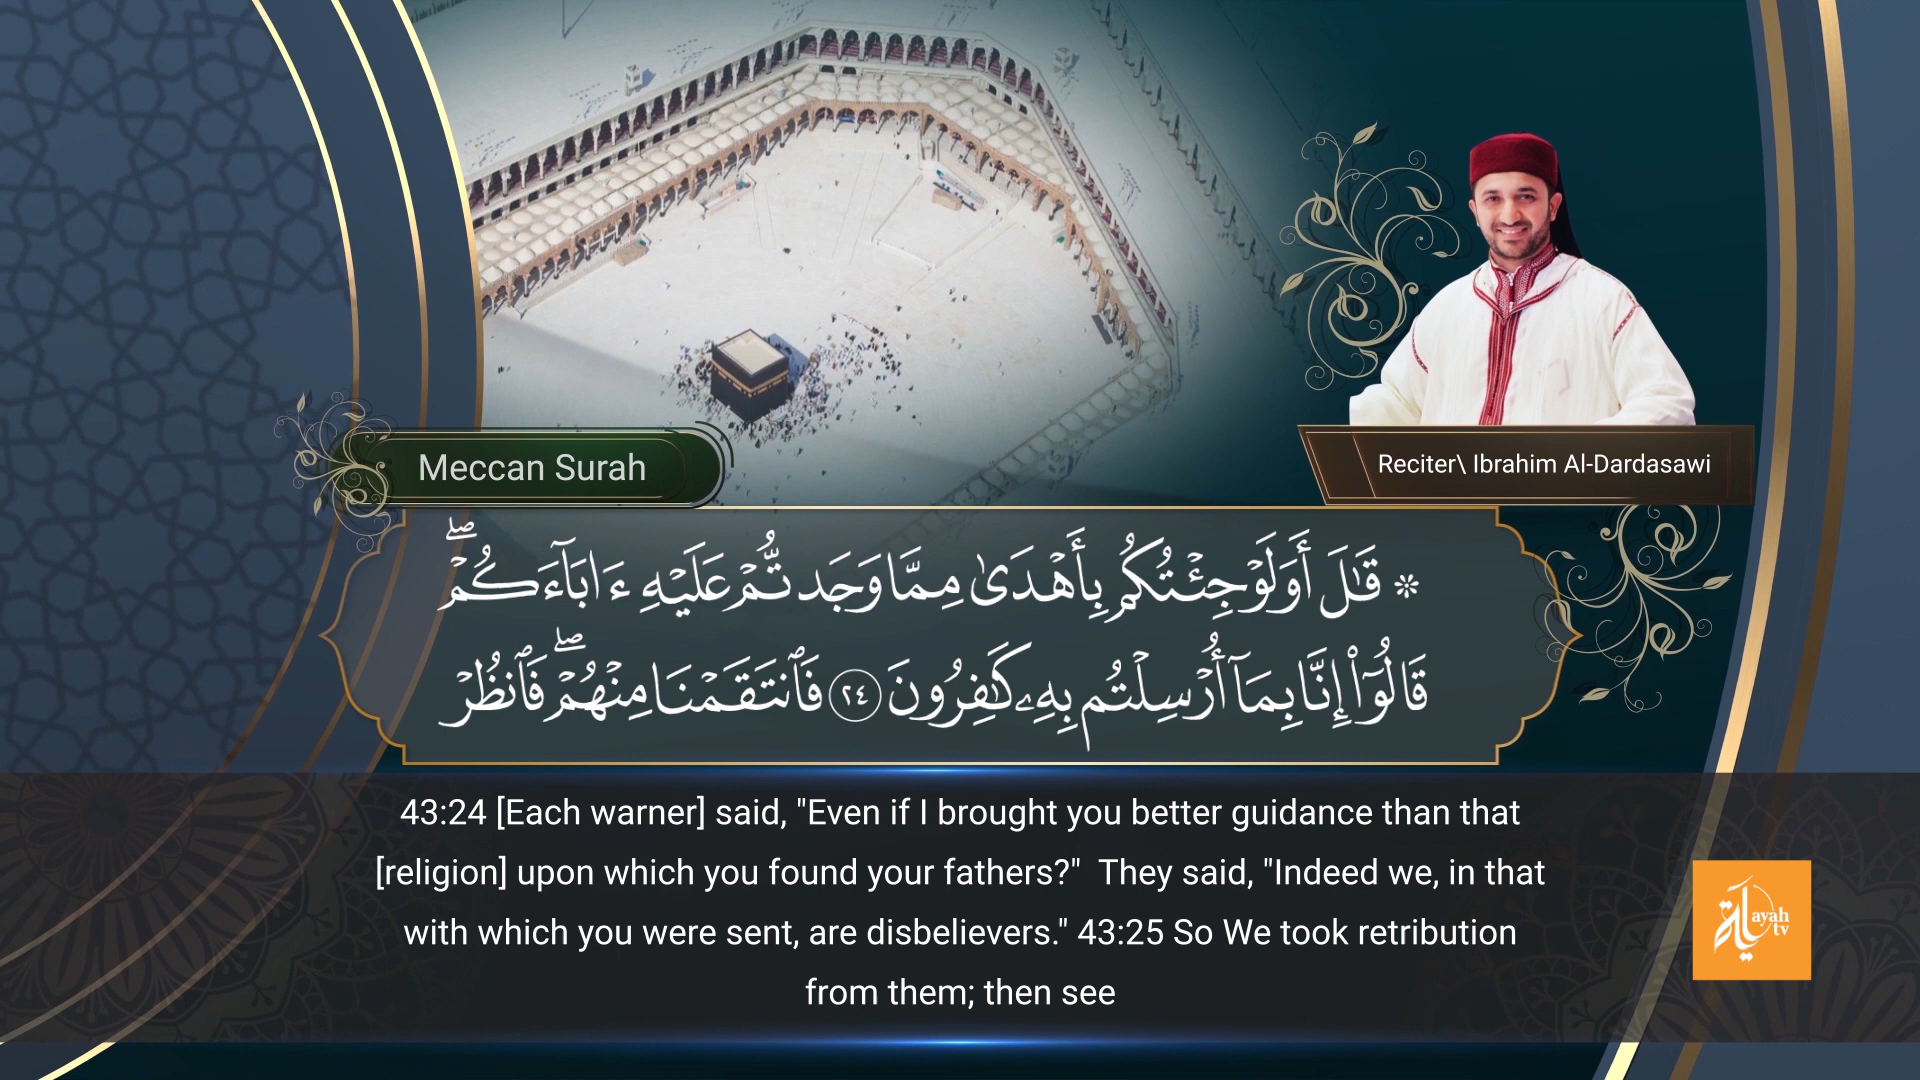 Meccan Surah
Reciter\ Ibrahim Al-Dardasawi
۞ قَٰلَ أَوَلَوْ جِئْتُكُم بِأَهْدَىٰ مِمَّا وَجَدتُّمْ عَلَيْهِ ءَابَآءَكُمْۖ
قَالُوٓا۟ إِنَّا بِمَآ أُرْسِلْتُم بِهِۦ كَٰفِرُونَ ٢٤ فَٱنتَقَمْنَا مِنْهُمْۖ فَٱنظُرْ
43:24 [Each warner] said, "Even if I brought you better guidance than that
[religion] upon which you found your fathers?"  They said, "Indeed we, in that
with which you were sent, are disbelievers." 43:25 So We took retribution
from them; then see
آية
ayah
tv